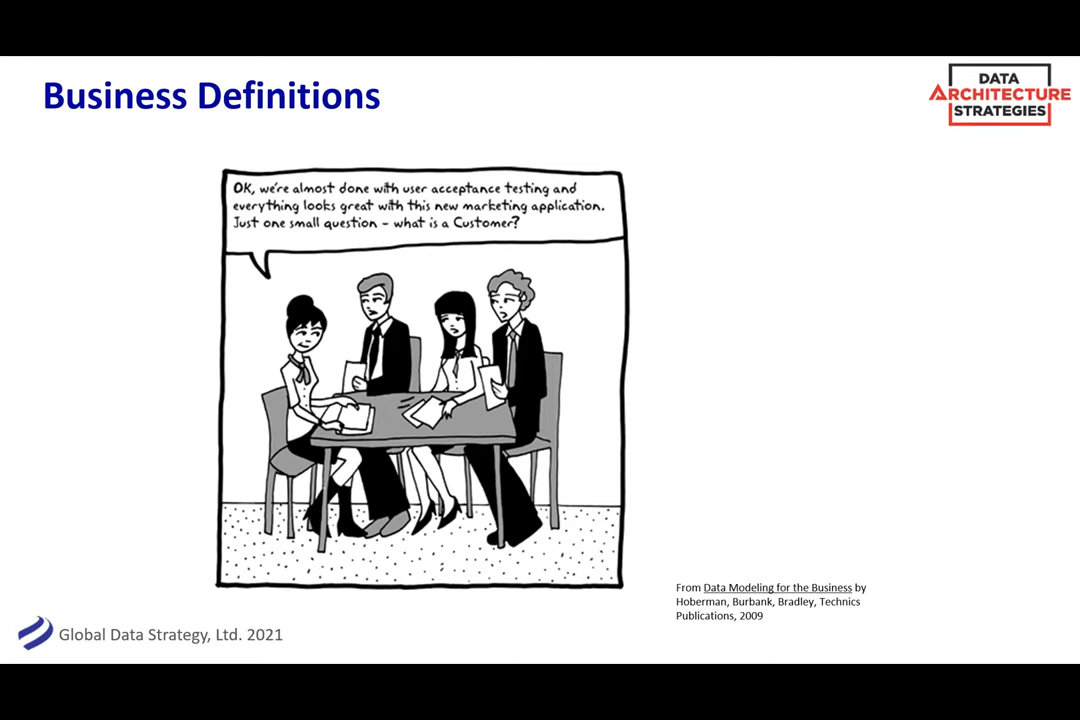 Business Definitions
DATA
ARCHITECTURE
STRATEGIES
OK, we're almost done with user acceptance testing and
everything looks great with this new marketing application.
Just one small question - what is a Customer?
From Data Modeling for the Business by
Hoberman, Burbank, Bradley, Technics
Publications, 2009
Global Data Strategy, Ltd. 2021